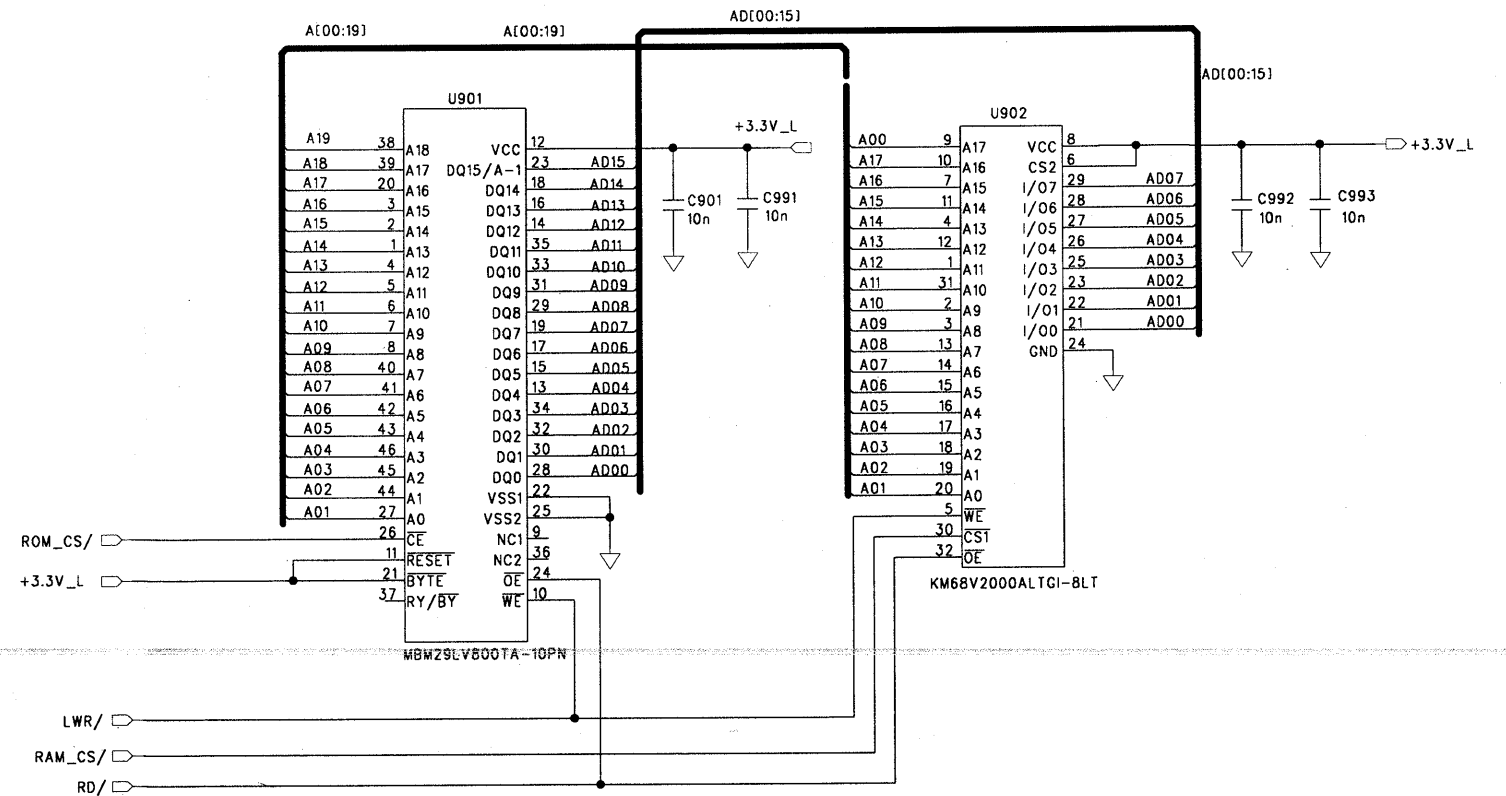 A[00:19] A[00:19] AD[00:15]
AD[00:15]
U901
A19 38 A18 VCC 12 +3.3V_L
A18 39 A17 DQ15/A-1 23 AD15
A17 20 A16 DQ14 18 AD14
A16 3 A15 DQ13 16 AD13
A15 2 A14 DQ12 14 AD12
A14 1 A13 DQ11 35 AD11
A13 4 A12 DQ10 33 AD10
A12 5 A11 DQ9 31 AD09
A11 6 A10 DQ8 29 AD08
A10 7 A9 DQ7 19 AD07
A09 8 A8 DQ6 17 AD06
A08 40 A7 DQ5 15 AD05
A07 41 A6 DQ4 13 AD04
A06 42 A5 DQ3 34 AD03
A05 43 A4 DQ2 32 AD02
A04 46 A3 DQ1 30 AD01
A03 45 A2 DQ0 28 AD00
A02 44 A1 VSS1 22
A01 27 A0 VSS2 25
ROM_CS/ 26 CE NC1 9
11 RESET NC2 36
+3.3V_L 21 BYTE OE 24
37 RY/BY WE 10
MBM29LV800TA-10PN
C901
10n
C991
10n
U902
A00 9 A17 VCC 8 +3.3V_L
A17 10 A16 CS2 6
A16 7 A15 I/O7 29 AD07
A15 11 A14 I/O6 28 AD06
A14 4 A13 I/O5 27 AD05
A13 12 A12 I/O4 26 AD04
A12 1 A11 I/O3 25 AD03
A11 31 A10 I/O2 23 AD02
A10 2 A9 I/O1 22 AD01
A09 3 A8 I/O0 21 AD00
A08 13 A7 GND 24
A07 14 A6
A06 15 A5
A05 16 A4
A04 17 A3
A03 18 A2
A02 19 A1
A01 20 A0
5 WE
30 CS1
32 OE
KM68V2000ALTGI-8LT
C992
10n
C993
10n
LWR/
RAM_CS/
RD/